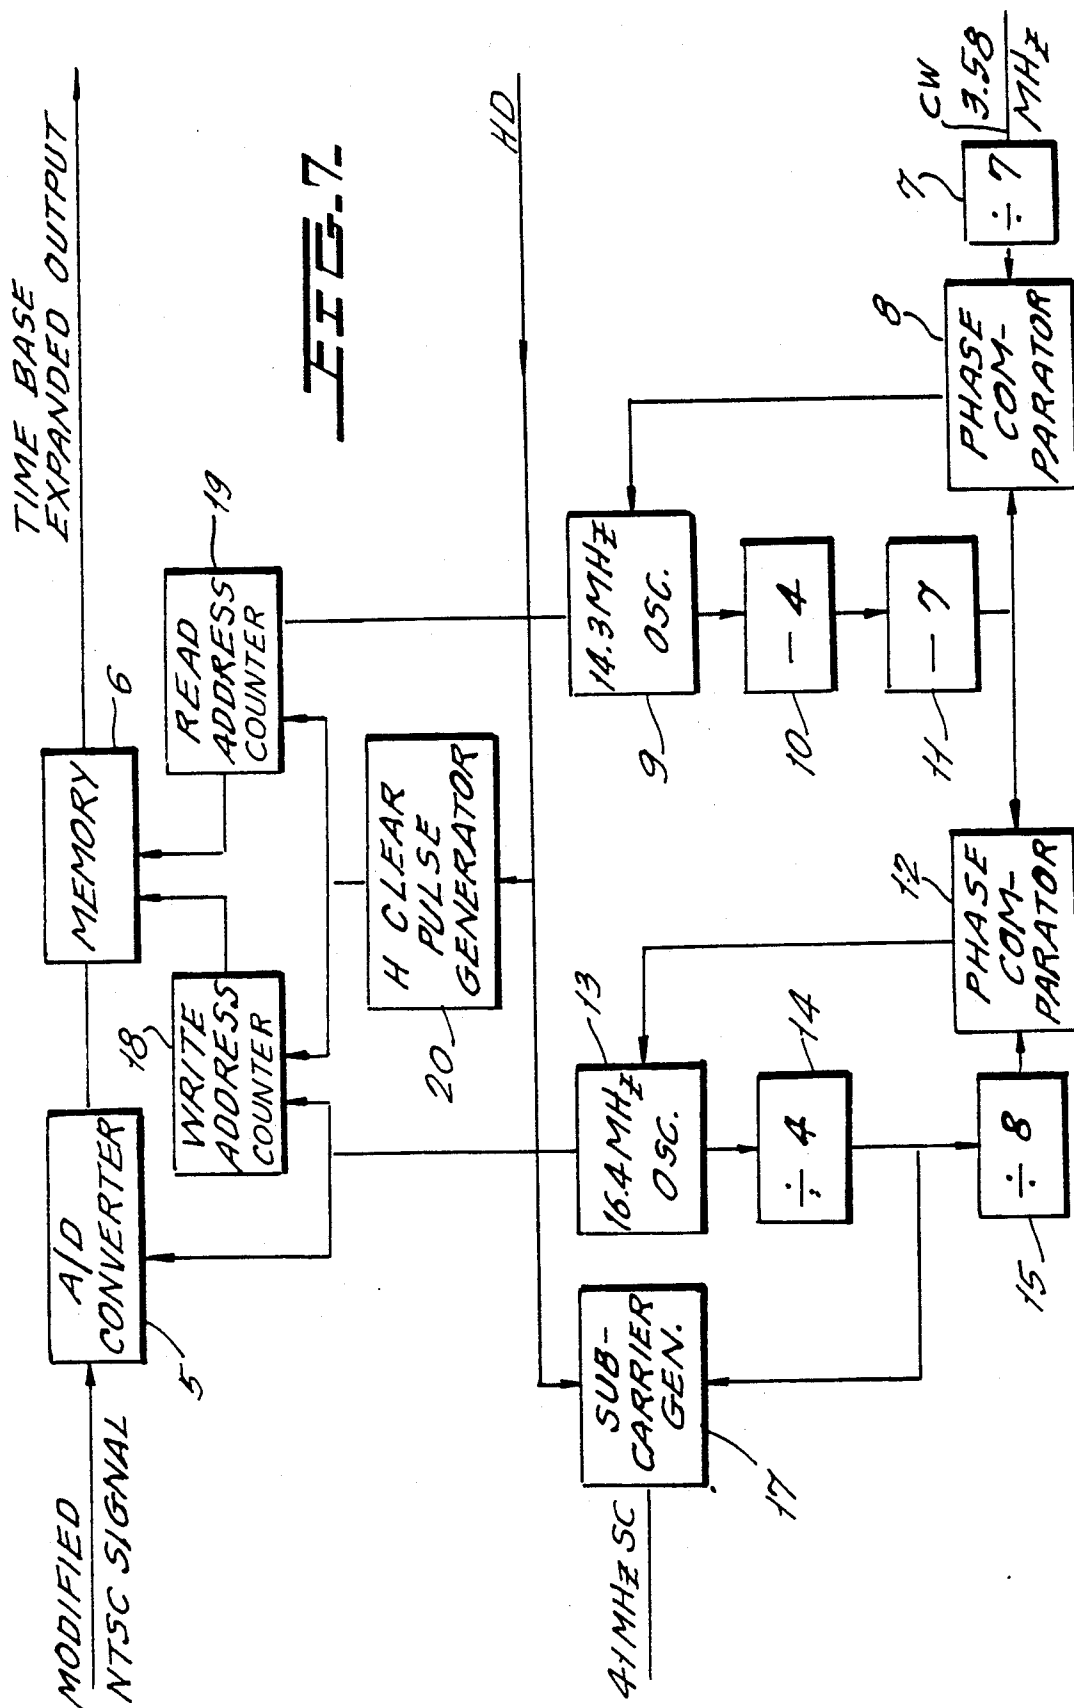 TIME BASE
EXPANDED OUTPUT
MODIFIED
NTSC SIGNAL
A/D
CONVERTER
5
MEMORY
6
18
WRITE
ADDRESS
COUNTER
READ
ADDRESS
COUNTER
19
FIG-7-
H CLEAR
PULSE
GENERATOR
20
HD
41MHz SC
SUB-
CARRIER
GEN.
17
16.4MHz
OSC.
13
÷ 4
14
÷ 8
15
14.3MHz
OSC.
9
- 4
10
- 7
11
PHASE
COM-
PARATOR
12
PHASE
COM-
PARATOR
8
÷ 7
7
CW
3.58
MHz